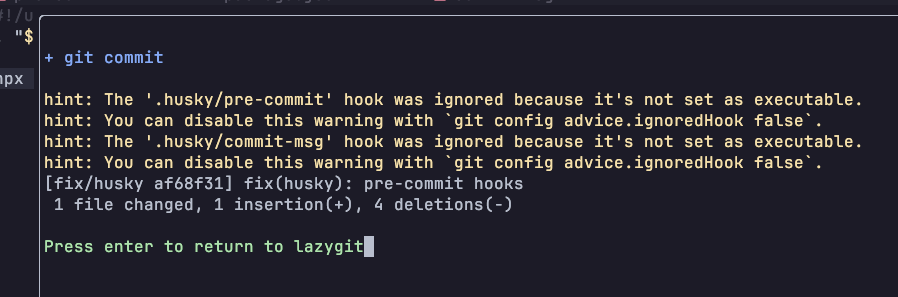 #!/u
"$
npx
+ git commit
hint: The '.husky/pre-commit' hook was ignored because it's not set as executable.
hint: You can disable this warning with `git config advice.ignoredHook false`.
hint: The '.husky/commit-msg' hook was ignored because it's not set as executable.
hint: You can disable this warning with `git config advice.ignoredHook false`.
[fix/husky af68f31] fix(husky): pre-commit hooks
1 file changed, 1 insertion(+), 4 deletions(-)
Press enter to return to lazygit